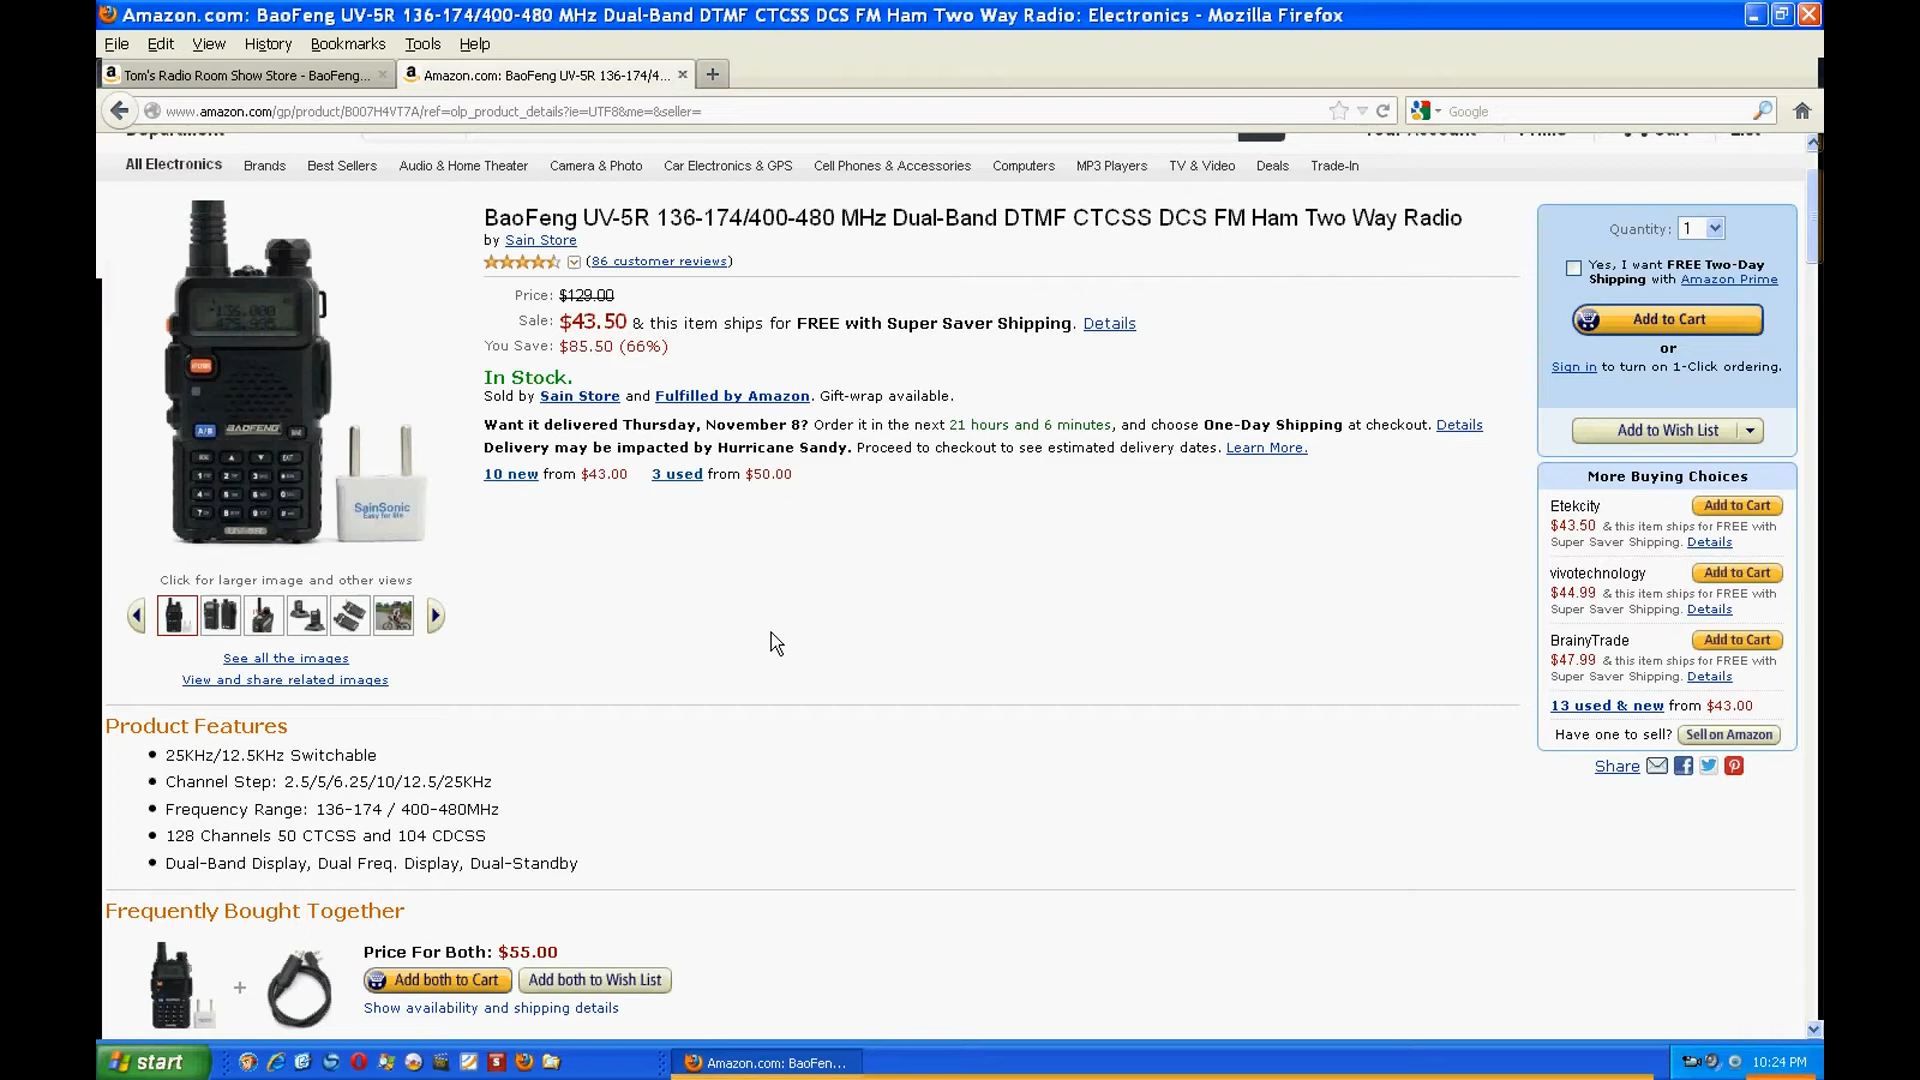 Amazon.com: BaoFeng UV-5R 136-174/400-480 MHz Dual-Band DTMF CTCSS DCS FM Ham Two Way Radio: Electronics - Mozilla Firefox
File Edit View History Bookmarks Tools Help
Tom's Radio Room Show Store - BaoFeng...
Amazon.com: BaoFeng UV-5R 136-174/4...
www.amazon.com/gp/product/B007H4VT7A/ref=olp_product_details?ie=UTF8&me=&seller=
Google
All Electronics Brands Best Sellers Audio & Home Theater Camera & Photo Car Electronics & GPS Cell Phones & Accessories Computers MP3 Players TV & Video Deals Trade-In
BaoFeng UV-5R 136-174/400-480 MHz Dual-Band DTMF CTCSS DCS FM Ham Two Way Radio
by Sain Store
(86 customer reviews)
Price: $129.00
Sale: $43.50 & this item ships for FREE with Super Saver Shipping. Details
You Save: $85.50 (66%)
In Stock.
Sold by Sain Store and Fulfilled by Amazon. Gift-wrap available.
Want it delivered Thursday, November 8? Order it in the next 21 hours and 6 minutes, and choose One-Day Shipping at checkout. Details
Delivery may be impacted by Hurricane Sandy. Proceed to checkout to see estimated delivery dates. Learn More.
10 new from $43.00 3 used from $50.00
A/B
BAOFENG
SainSonic
Easy for life
Click for larger image and other views
See all the images
View and share related images
Quantity: 1
Yes, I want FREE Two-Day
Shipping with Amazon Prime
Add to Cart
or
Sign in to turn on 1-Click ordering.
Add to Wish List
More Buying Choices
Etekcity Add to Cart
$43.50 & this item ships for FREE with
Super Saver Shipping. Details
vivotechnology Add to Cart
$44.99 & this item ships for FREE with
Super Saver Shipping. Details
BrainyTrade Add to Cart
$47.99 & this item ships for FREE with
Super Saver Shipping. Details
13 used & new from $43.00
Have one to sell? Sell on Amazon
Share
Product Features
25KHz/12.5KHz Switchable
Channel Step: 2.5/5/6.25/10/12.5/25KHz
Frequency Range: 136-174 / 400-480MHz
128 Channels 50 CTCSS and 104 CDCSS
Dual-Band Display, Dual Freq. Display, Dual-Standby
Frequently Bought Together
+
Price For Both: $55.00
Add both to Cart Add both to Wish List
Show availability and shipping details
start
Amazon.com: BaoFen...
10:24 PM